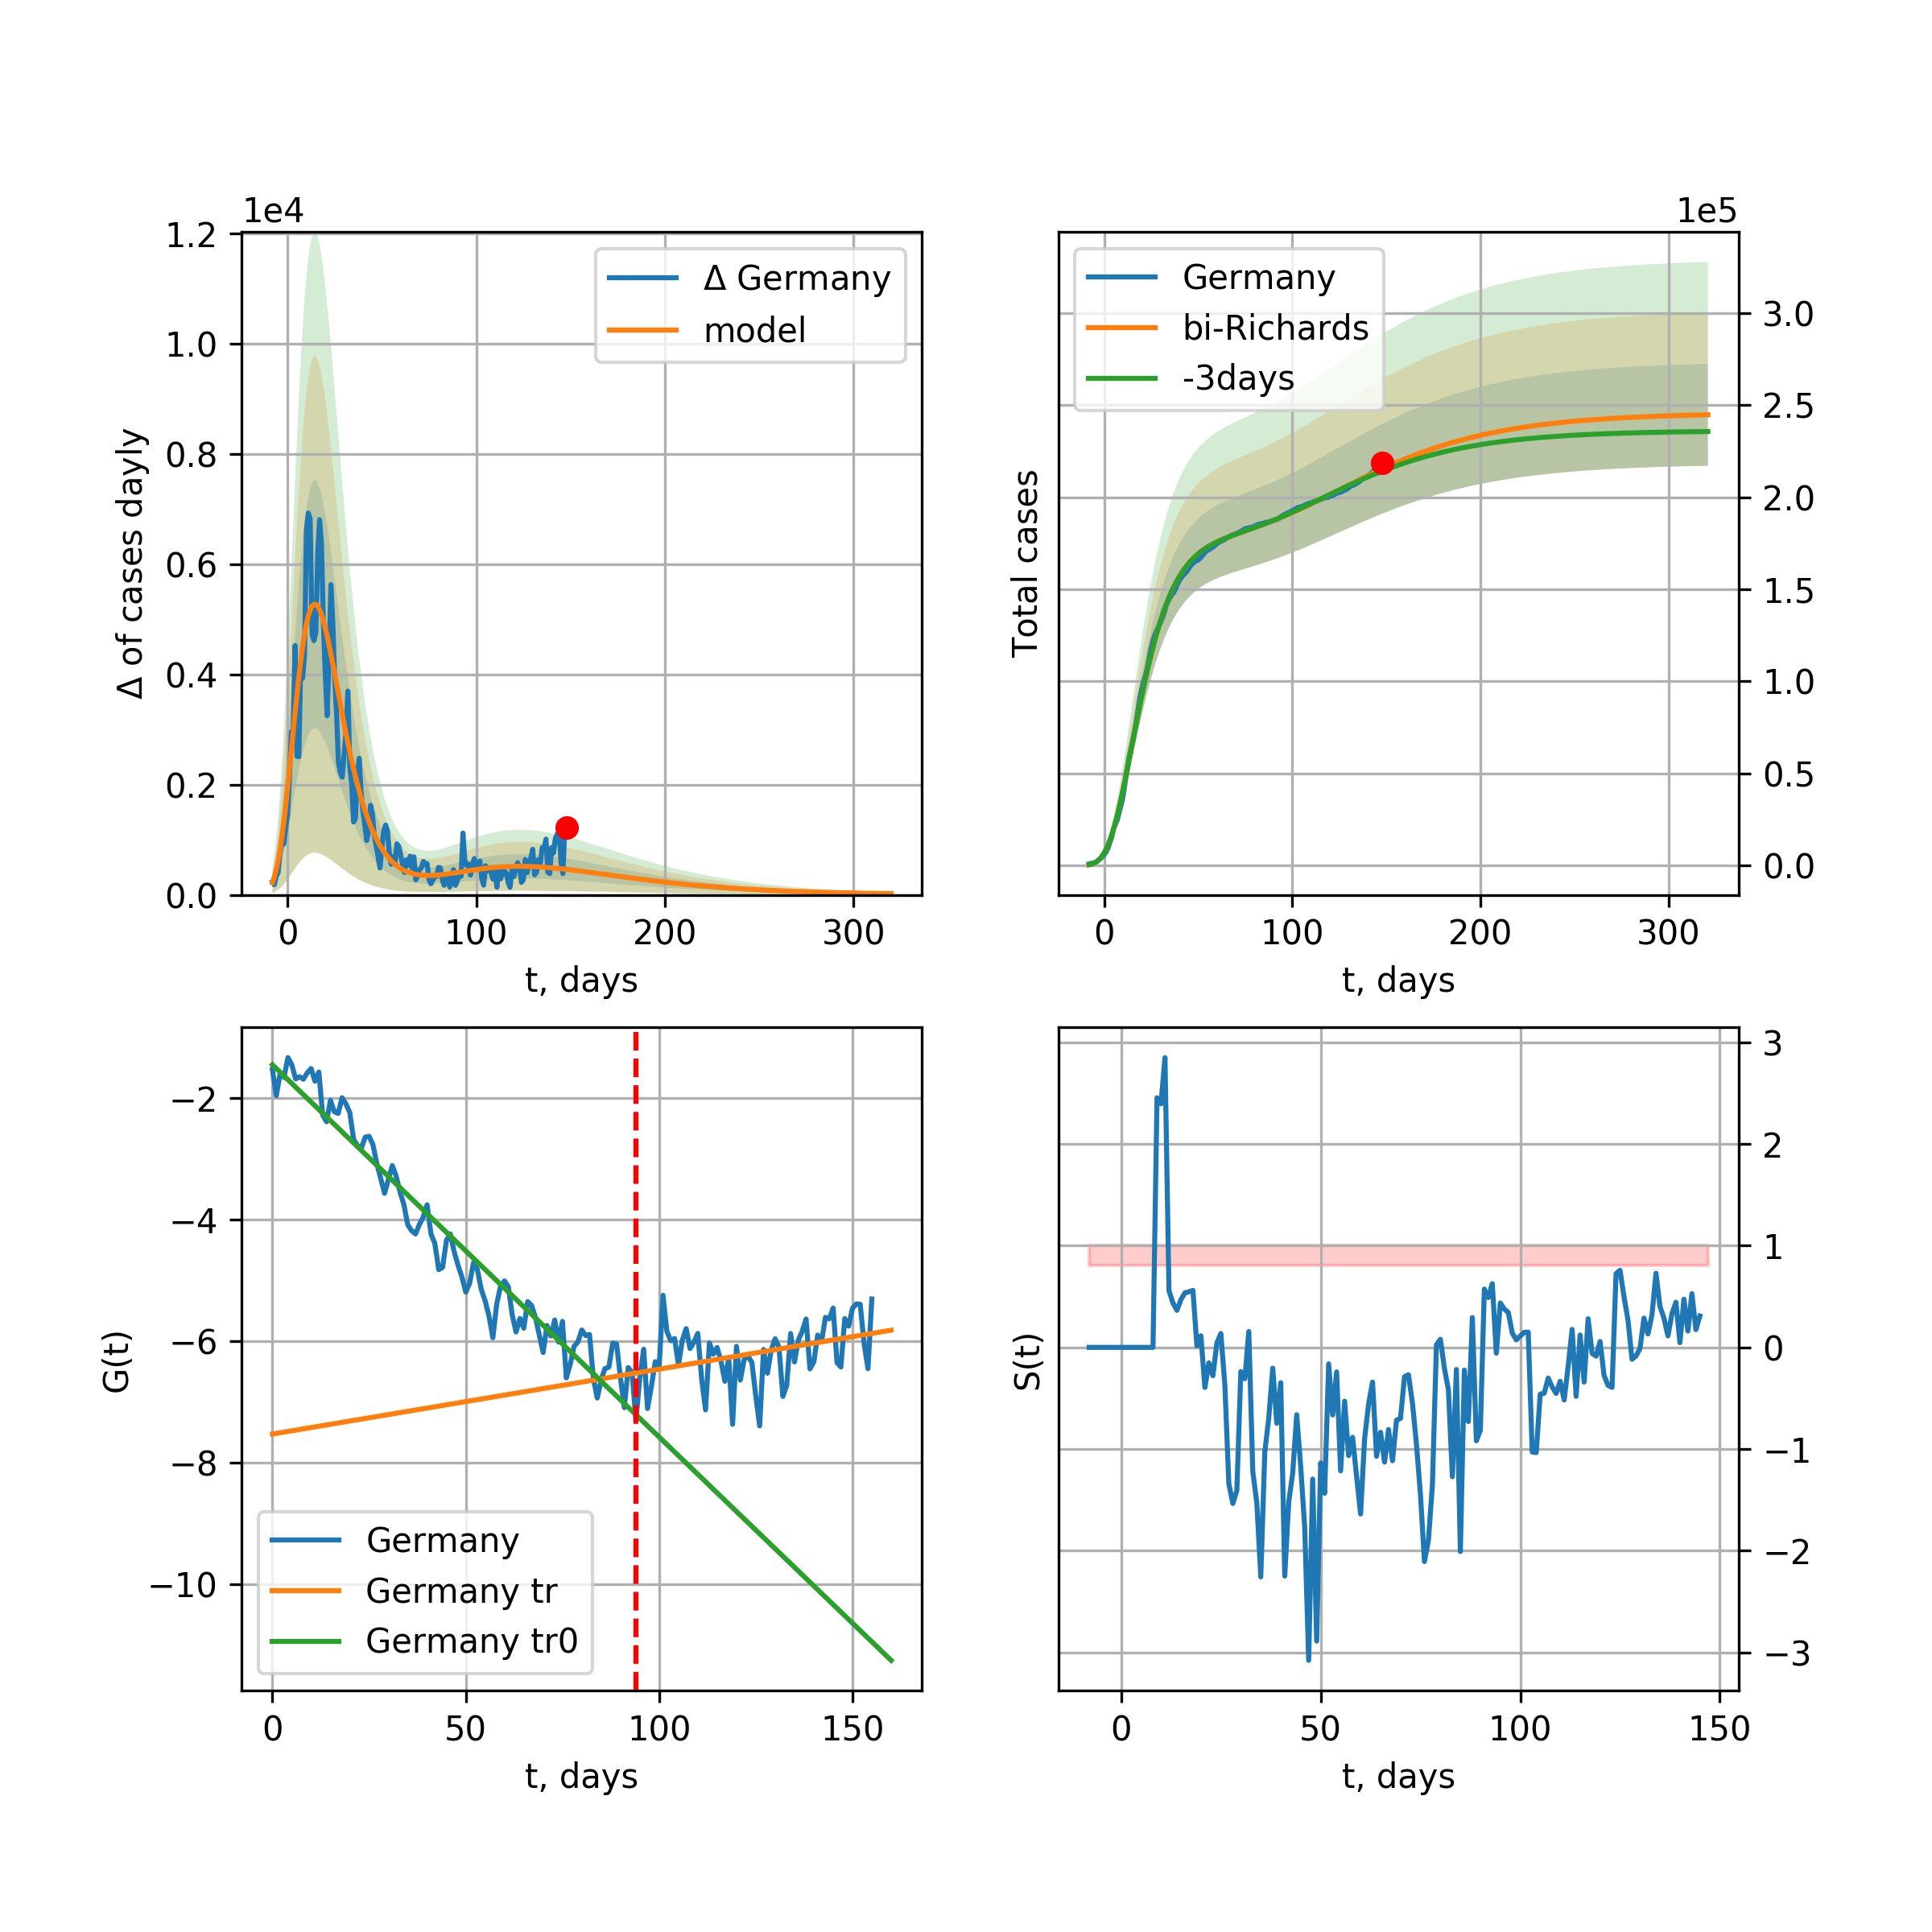 1e4
1.2
1.0
0.8
0.6
0.4
0.2
0.0
Δ of cases dayly
Δ Germany
model
0
100
200
300
t, days
1e5
Total cases
Germany
bi-Richards
-3days
3.0
2.5
2.0
1.5
1.0
0.5
0.0
0
100
200
300
t, days
−2
−4
−6
−8
−10
G(t)
Germany
Germany tr
Germany tr0
0
50
100
150
t, days
S(t)
3
2
1
0
−1
−2
−3
0
50
100
150
t, days